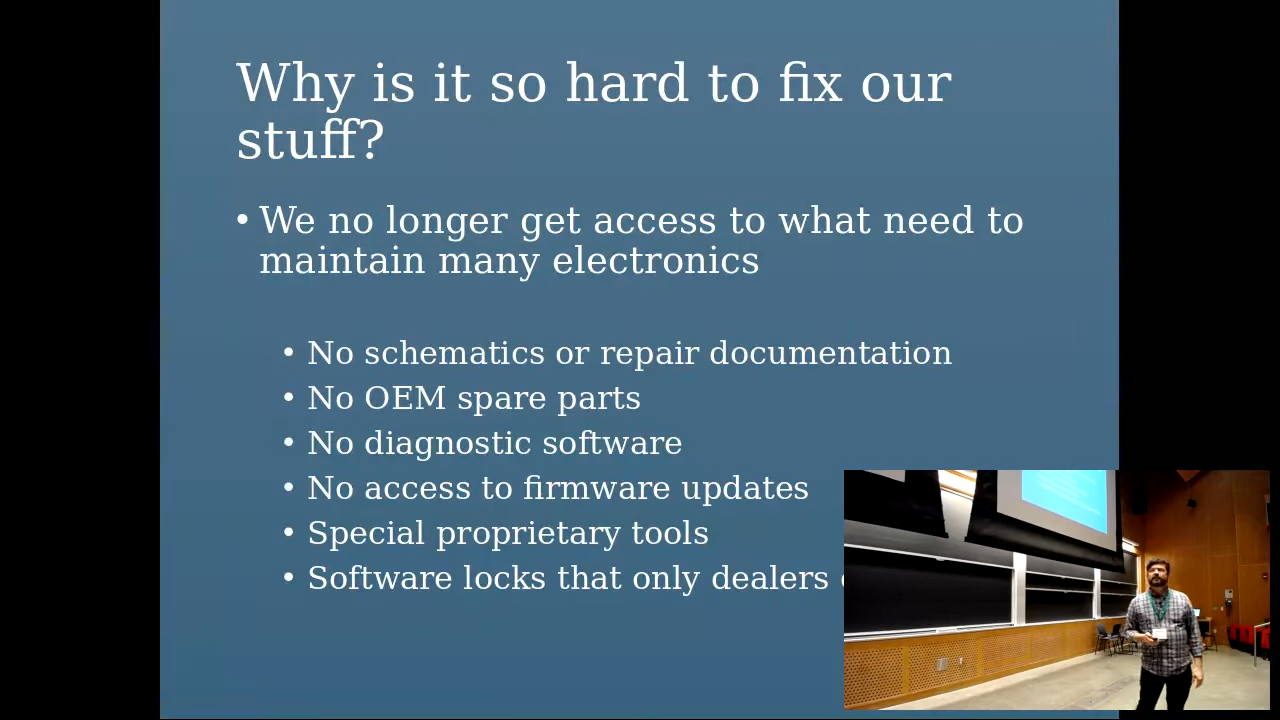 Why is it so hard to fix our
stuff?
• We no longer get access to what need to
maintain many electronics
• No schematics or repair documentation
• No OEM spare parts
• No diagnostic software
• No access to firmware updates
• Special proprietary tools
• Software locks that only dealers